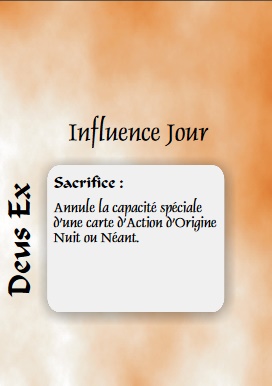 Influence Jour
Deus Ex
Sacrifice :
Annule la capacité spéciale
d'une carte d'Action d'Origine
Nuit ou Néant.